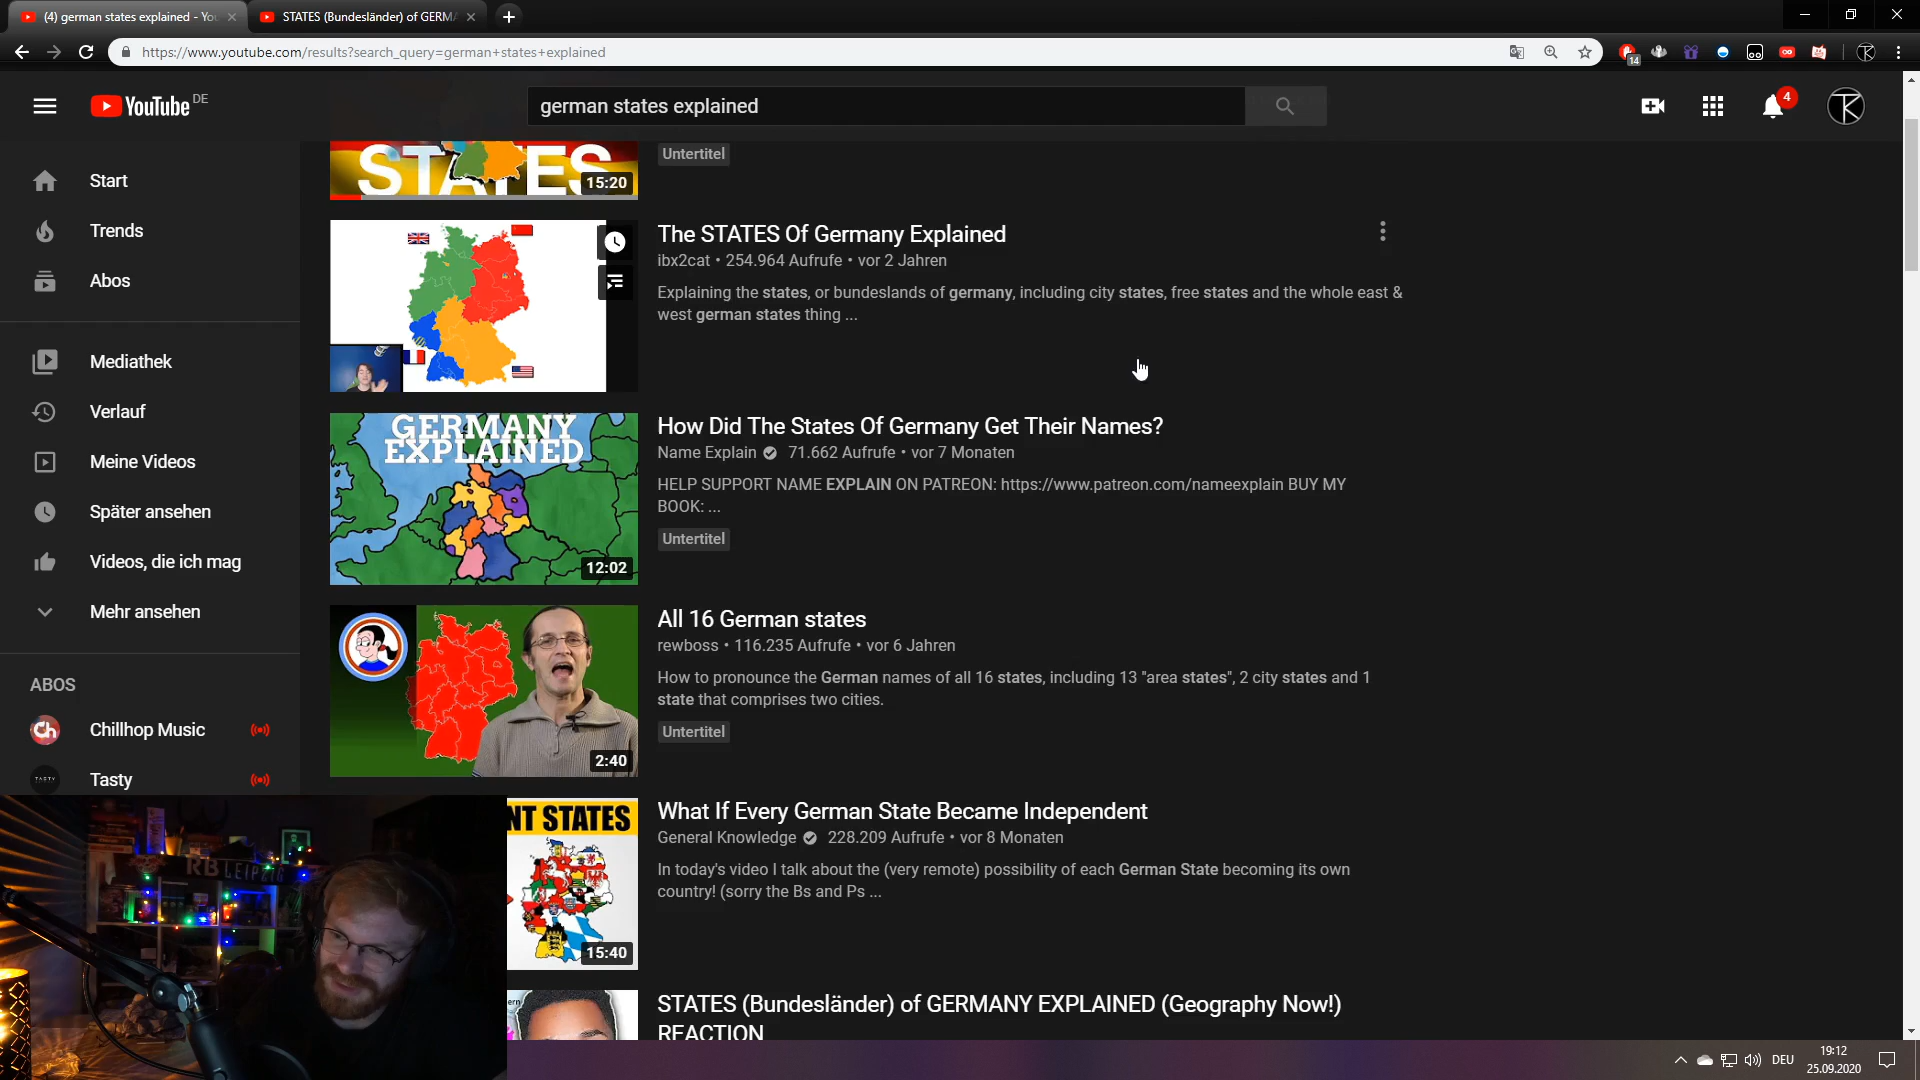 (4) german states explained - Yo
STATES (Bundesländer) of GERM
https://www.youtube.com/results?search_query=german+states+explained
14
YouTube DE
german states explained
4
TK
Start
Trends
Abos
Mediathek
Verlauf
Meine Videos
Später ansehen
Videos, die ich mag
Mehr ansehen
ABOS
Chillhop Music
Tasty
STATES
15:20
Untertitel
The STATES Of Germany Explained
ibx2cat • 254.964 Aufrufe • vor 2 Jahren
Explaining the states, or bundeslands of germany, including city states, free states and the whole east &
west german states thing ...
GERMANY
EXPLAINED
12:02
How Did The States Of Germany Get Their Names?
Name Explain 71.662 Aufrufe • vor 7 Monaten
HELP SUPPORT NAME EXPLAIN ON PATREON: https://www.patreon.com/nameexplain BUY MY
BOOK: ...
Untertitel
2:40
All 16 German states
rewboss • 116.235 Aufrufe • vor 6 Jahren
How to pronounce the German names of all 16 states, including 13 "area states", 2 city states and 1
state that comprises two cities.
Untertitel
NT STATES
15:40
What If Every German State Became Independent
General Knowledge 228.209 Aufrufe • vor 8 Monaten
In today's video I talk about the (very remote) possibility of each German State becoming its own
country! (sorry the Bs and Ps ...
STATES (Bundesländer) of GERMANY EXPLAINED (Geography Now!)
REACTION
RB LEIPZIG
DEU
19:12
25.09.2020